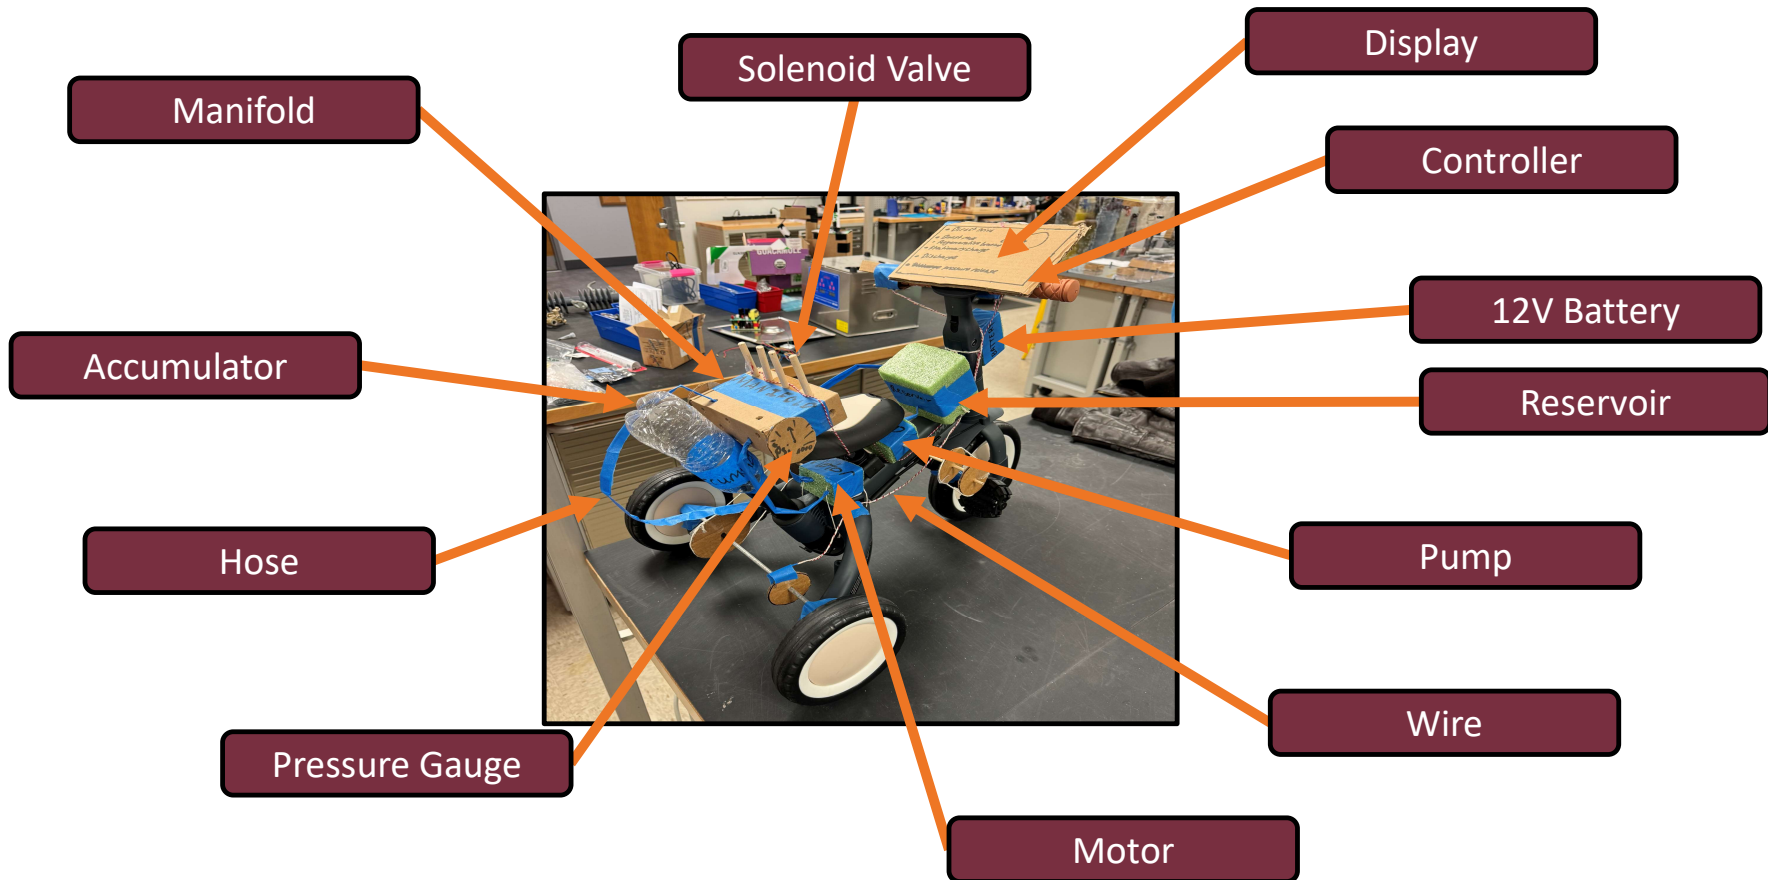 Display
Solenoid Valve
Manifold
Controller
12V Battery
Accumulator
Reservoir
Hose
Pump
Wire
Pressure Gauge
Motor